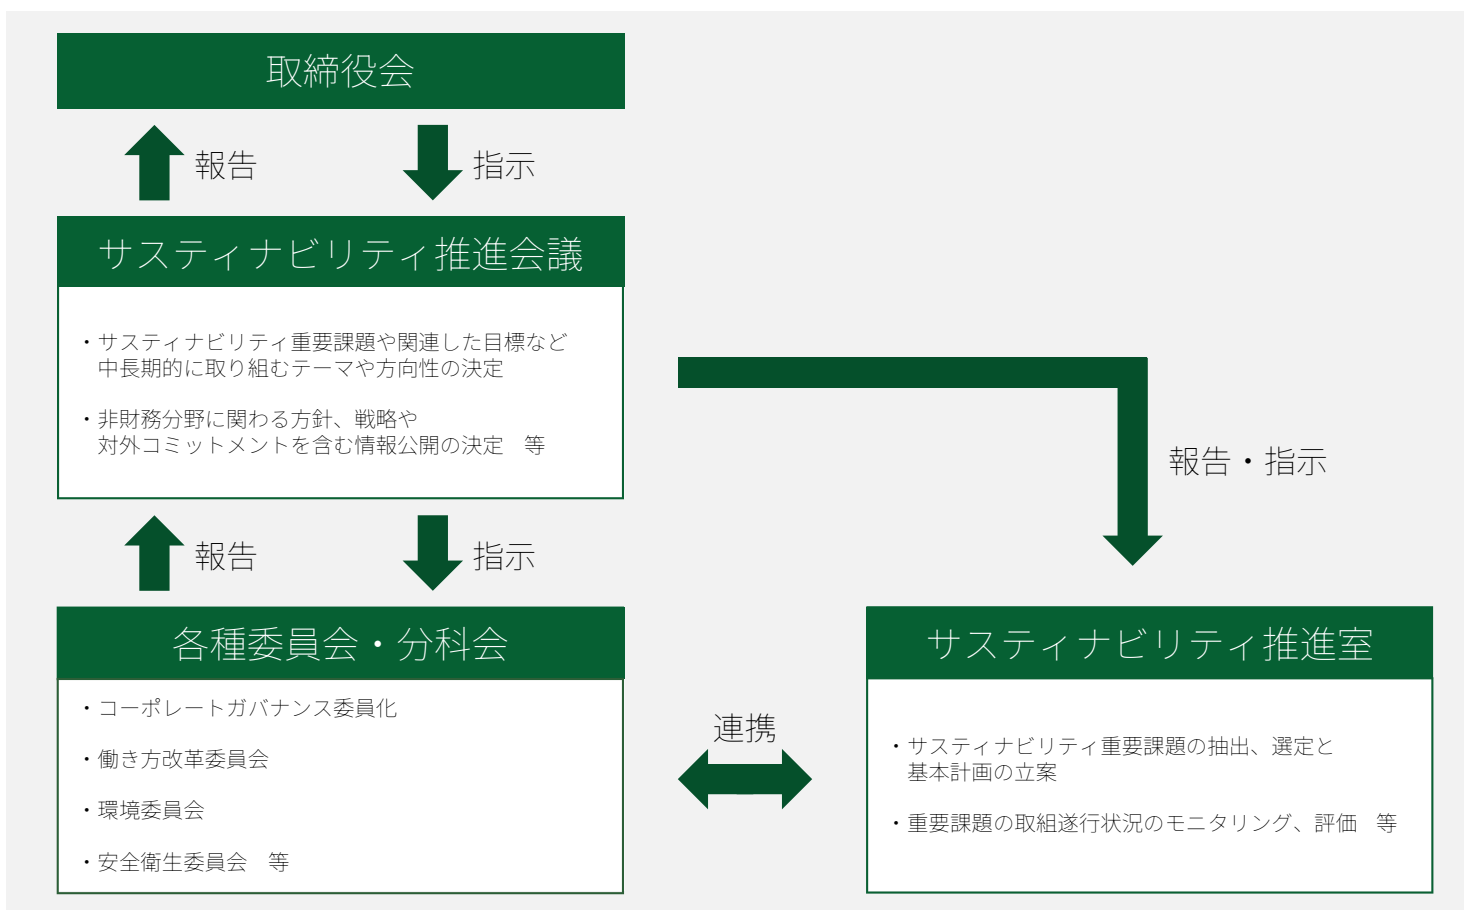 取締役会
報告
指示
サスティナビリティ推進会議
・サスティナビリティ重要課題や関連した目標など
中長期的に取り組むテーマや方向性の決定
・非財務分野に関わる方針、戦略や
対外コミットメントを含む情報公開の決定　等
報告・指示
報告
指示
各種委員会・分科会
・コーポレートガバナンス委員化
・働き方改革委員会
・環境委員会
・安全衛生委員会　等
連携
サスティナビリティ推進室
・サスティナビリティ重要課題の抽出、選定と
基本計画の立案
・重要課題の取組遂行状況のモニタリング、評価　等